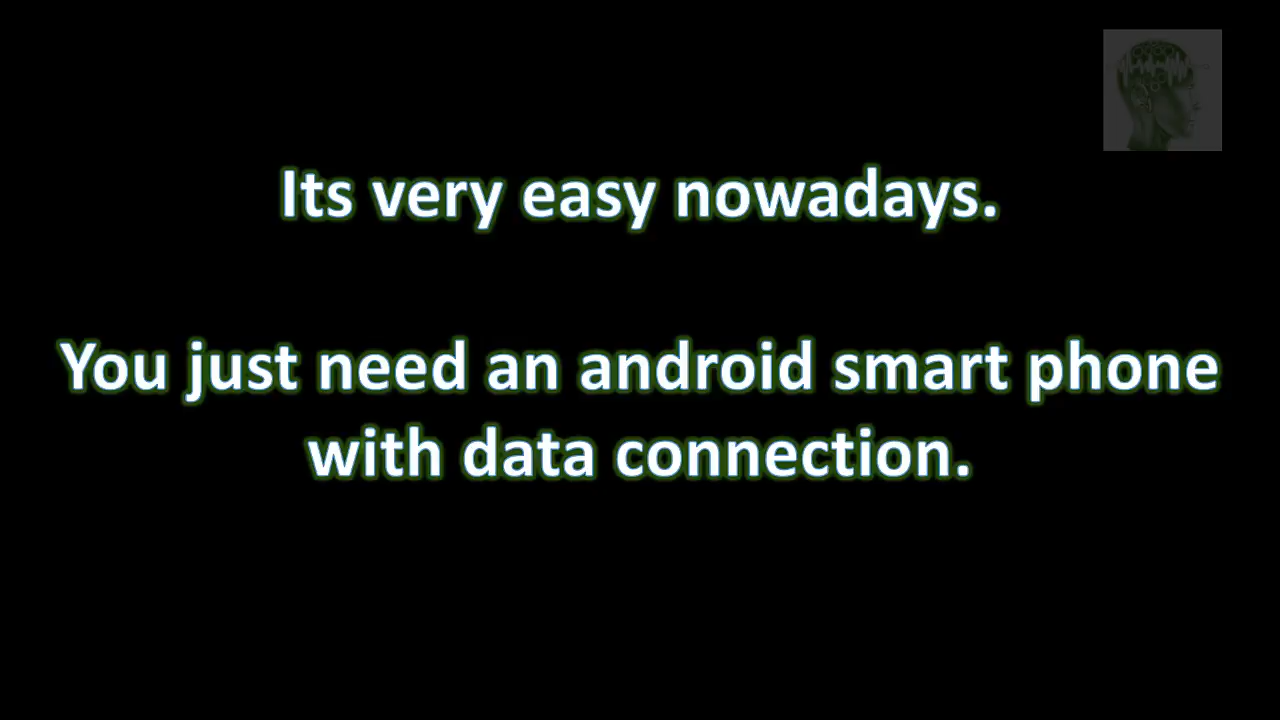 Its very easy nowadays.
You just need an android smart phone
with data connection.